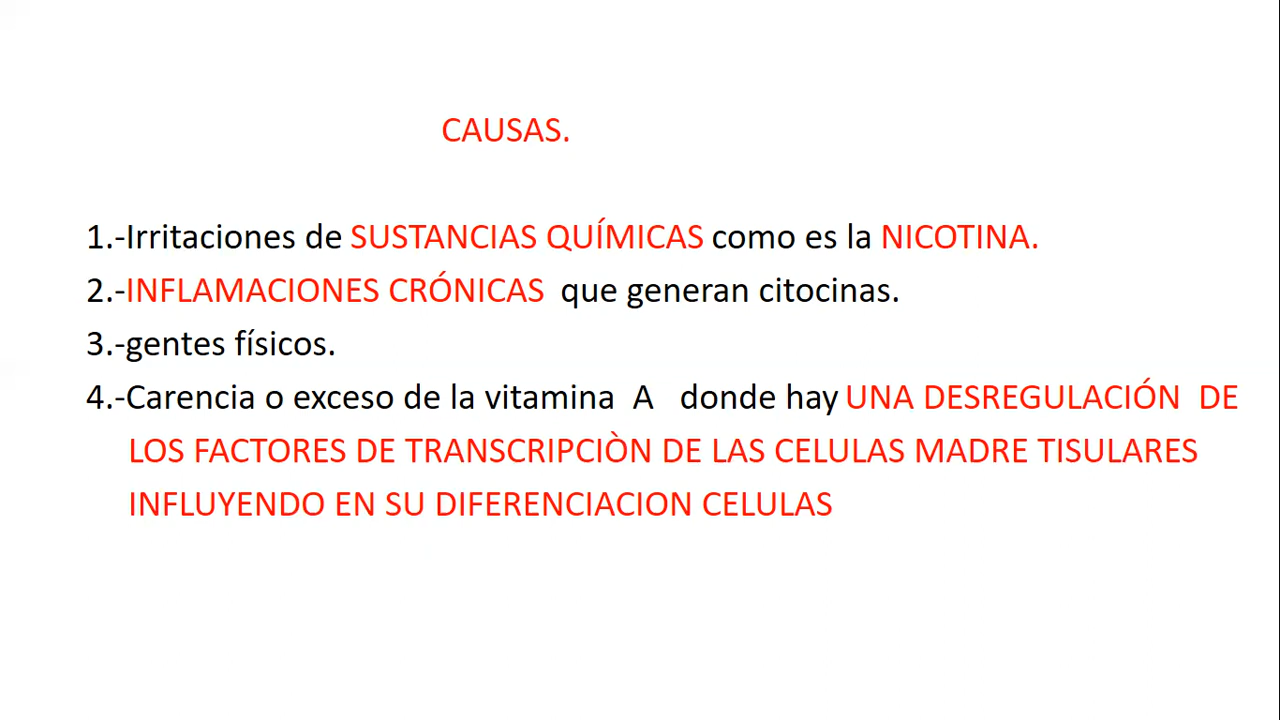 CAUSAS.
1.-Irritaciones de SUSTANCIAS QUÍMICAS como es la NICOTINA.
2.-INFLAMACIONES CRÓNICAS que generan citocinas.
3.-gentes físicos.
4.-Carencia o exceso de la vitamina A donde hay UNA DESREGULACIÓN DE
LOS FACTORES DE TRANSCRIPCIÒN DE LAS CELULAS MADRE TISULARES
INFLUYENDO EN SU DIFERENCIACION CELULAS